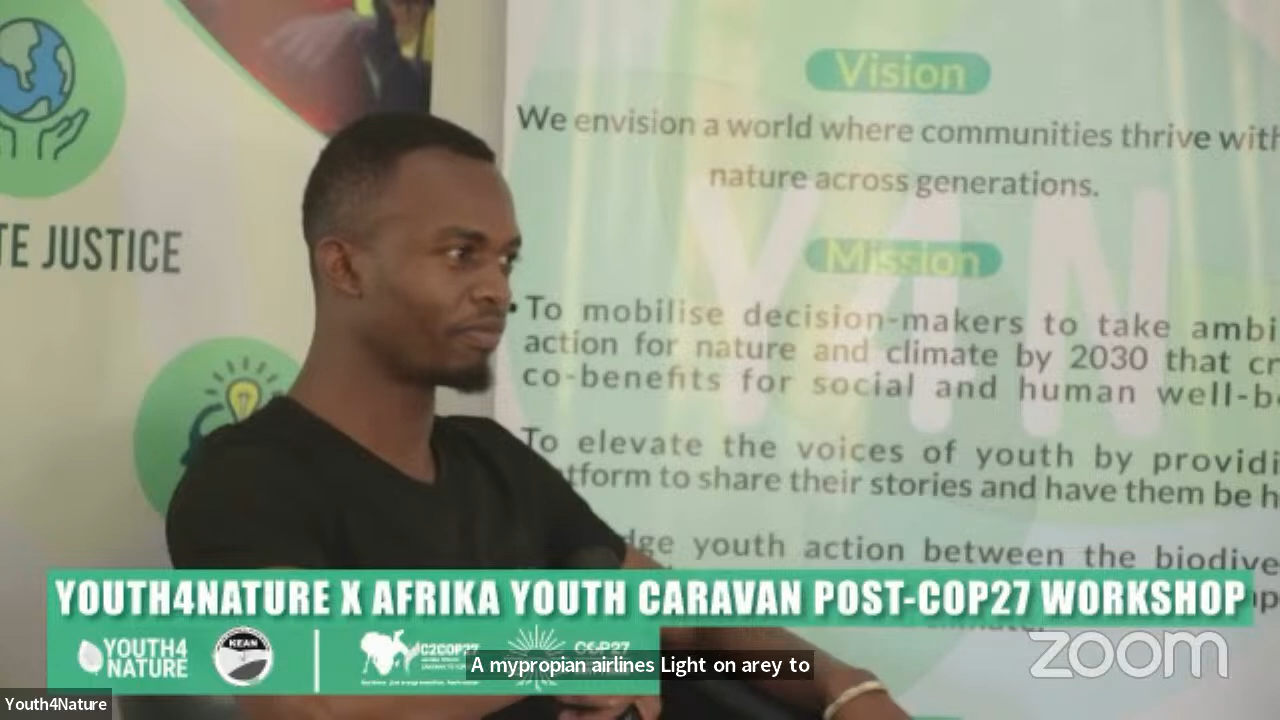 Vision
We envision a world where communities thrive with
nature across generations.
TE JUSTICE
Mission
To mobilise decision-makers to take ambi
action for nature and climate by 2030 that cr
co-benefits for social and human well-b
To elevate the voices of youth by providi
tform to share their stories and have them be h
dge youth action between the biodive
YOUTH4NATURE X AFRIKA YOUTH CARAVAN POST-COP27 WORKSHOP
YOUTH4
NATURE
KEAN
C2COP27
COP27
A mypropian airlines Light on arey to
zoom
Youth4Nature